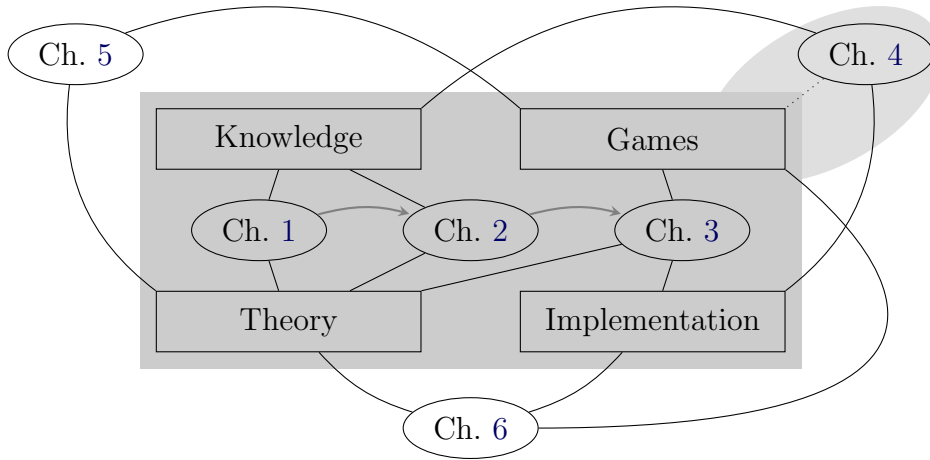 Ch. 5
Ch. 4
Knowledge
Games
Ch. 1
Ch. 2
Ch. 3
Theory
Implementation
Ch. 6